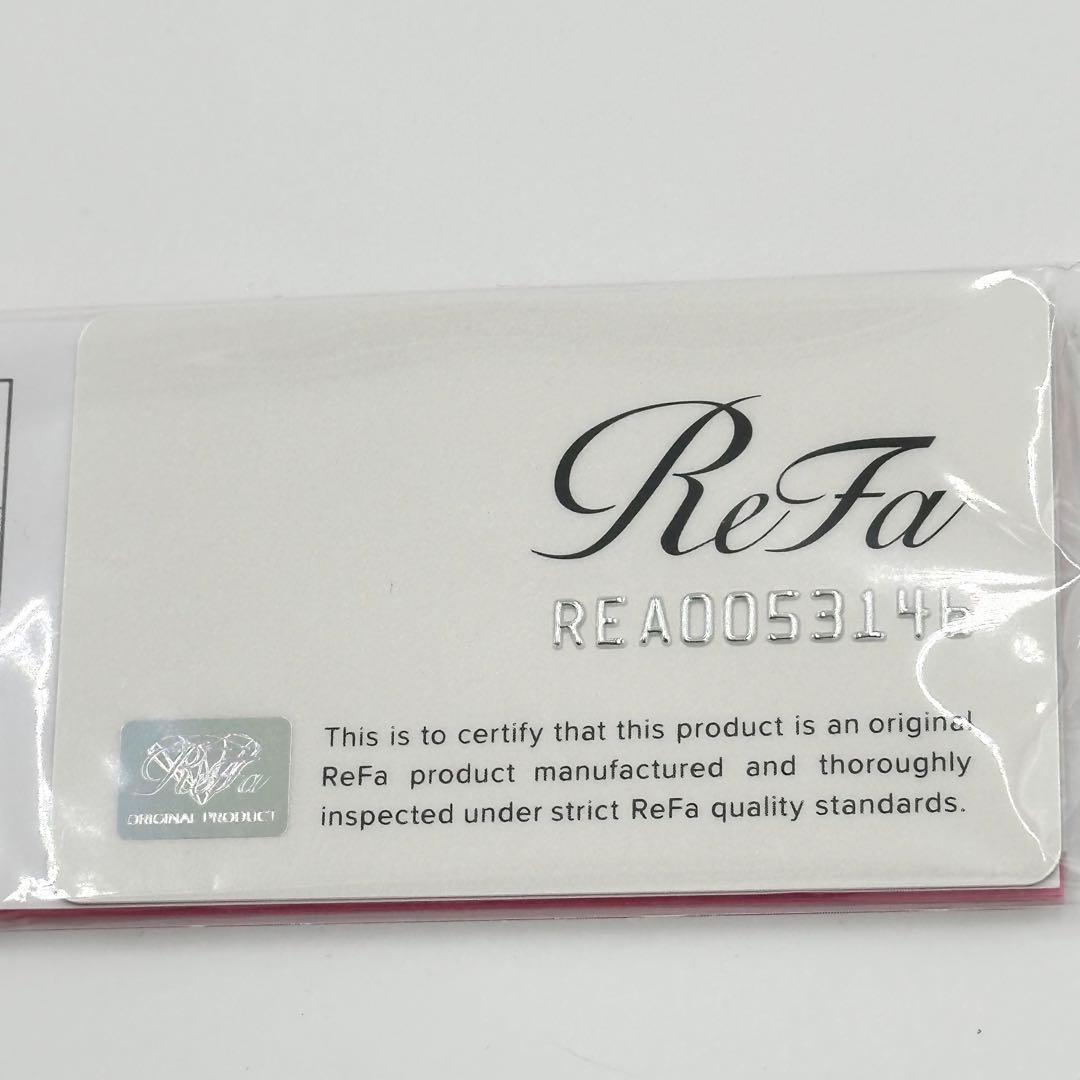 ReFa
REA0053146
This is to certify that this product is an original
ReFa product manufactured and thoroughly
inspected under strict ReFa quality standards.
ReFa
ORIGINAL PRODUCT